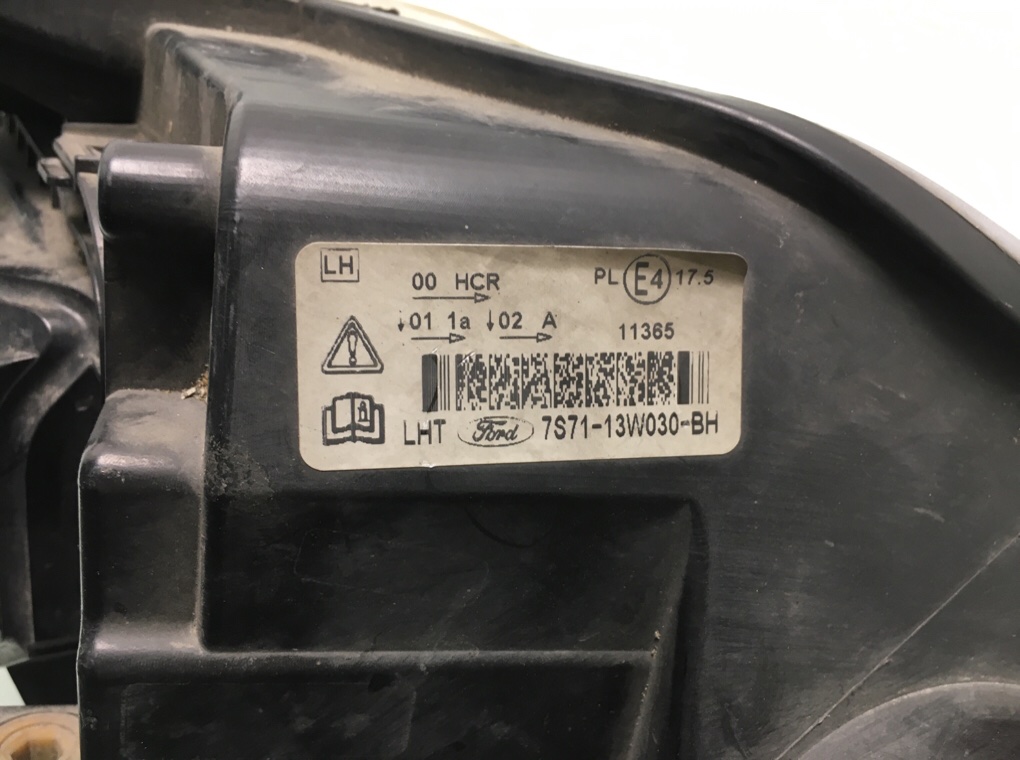 LH
00 HCR
PL E4 17.5
01 1a 02 A
11365
LHT Ford 7S71-13W030-BH